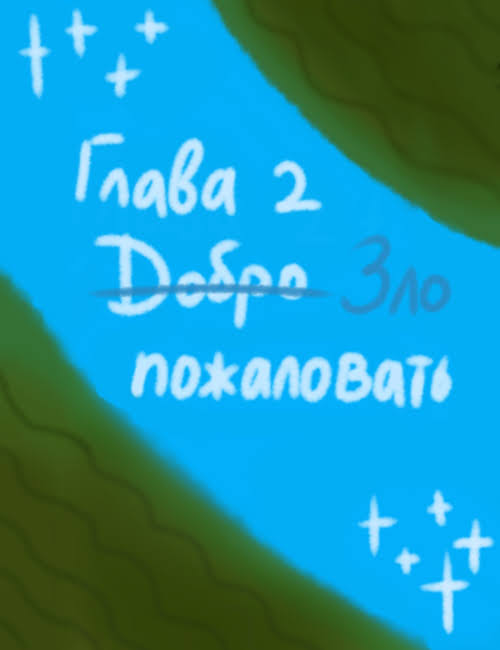 Глава 2
Добро Зло
пожаловать